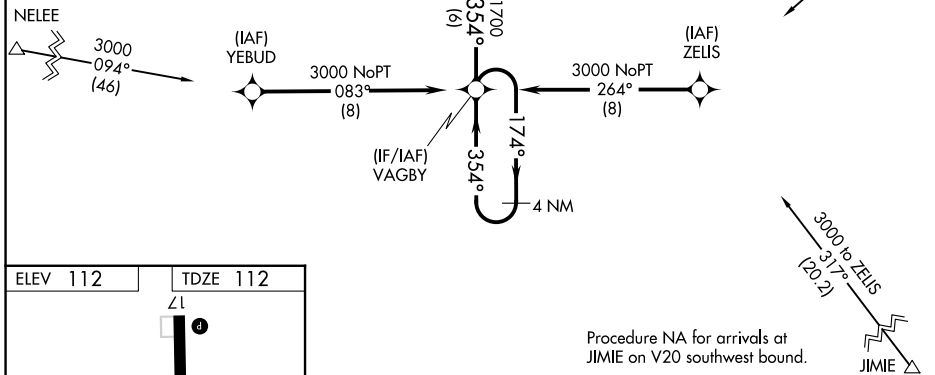 NELEE
3000
094°
(46)
(IAF)
YEBUD
3000 NoPT
083°
(8)
1700
354°
(6)
(IAF)
ZELIS
3000 NoPT
264°
(8)
(IF/IAF)
VAGBY
354°
174°
4 NM
3000 to ZELIS
317°
(20.2)
JIMIE
Procedure NA for arrivals at
JIMIE on V20 southwest bound.
ELEV 112
TDZE 112
17
P